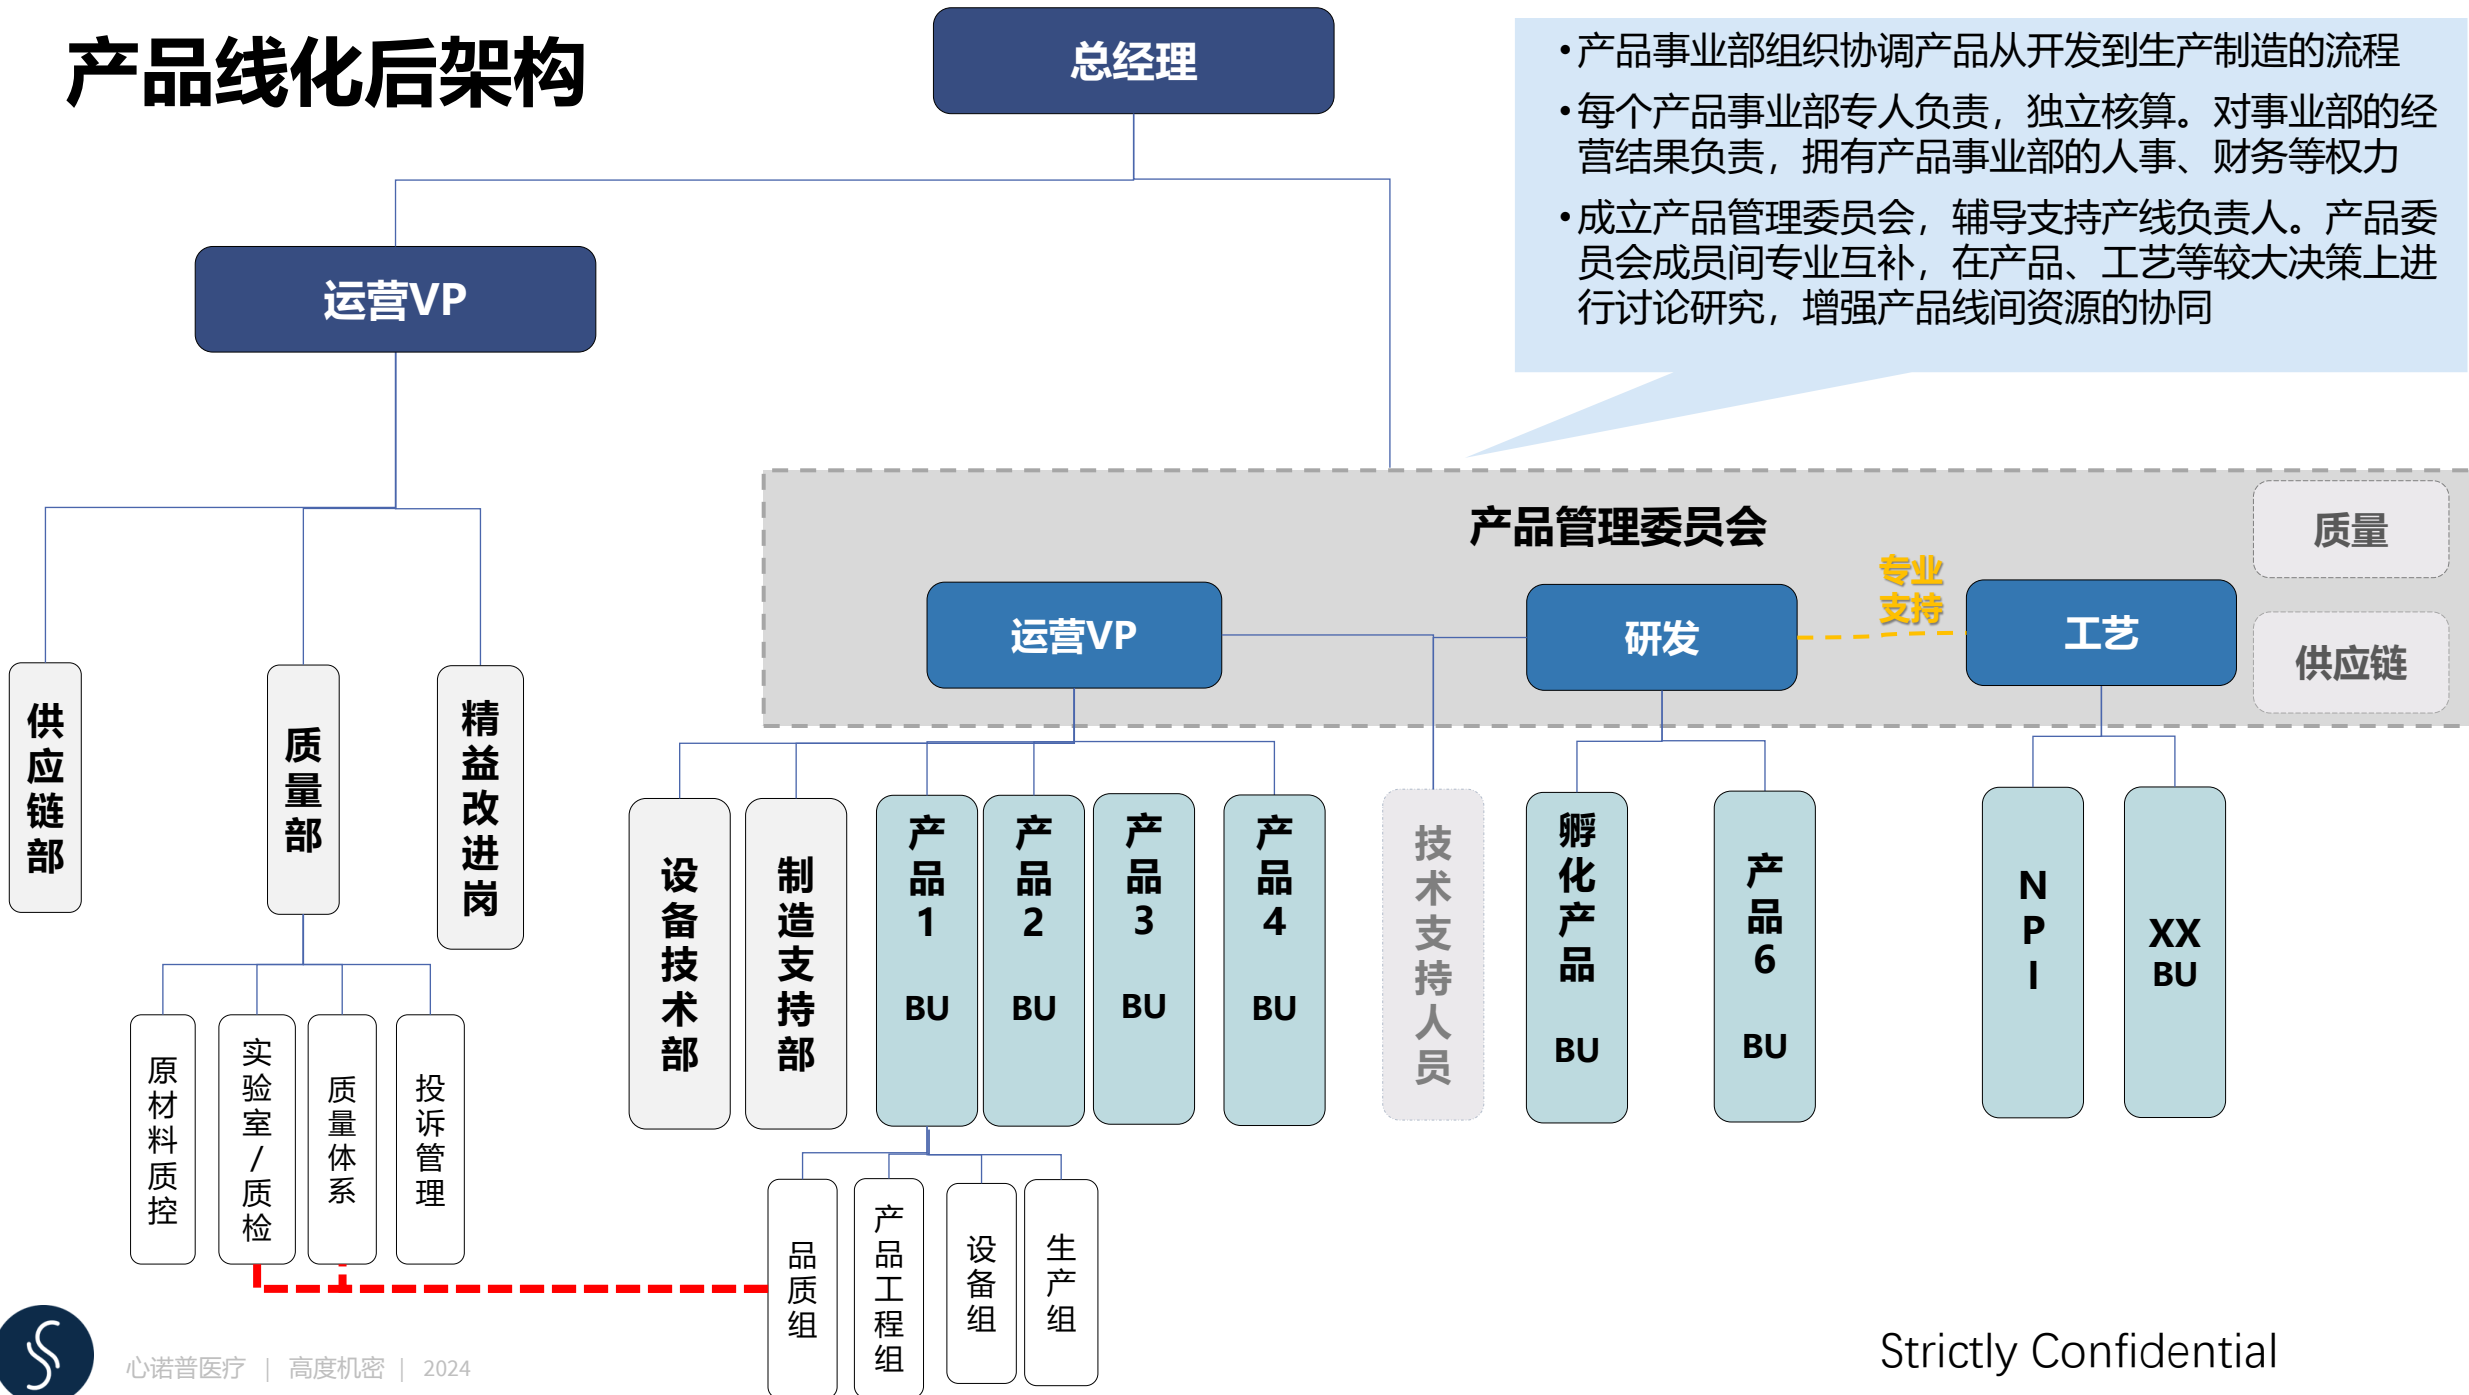 产品线化后架构
总经理
•产品事业部组织协调产品从开发到生产制造的流程
•每个产品事业部专人负责，独立核算。对事业部的经
营结果负责，拥有产品事业部的人事、财务等权力
•成立产品管理委员会，辅导支持产线负责人。产品委
员会成员间专业互补，在产品、工艺等较大决策上进
行讨论研究，增强产品线间资源的协同
运营VP
产品管理委员会
质量
专业
支持
运营VP
研发
工艺
供应链
供应链部
质量部
精益改进岗
设备技术部
制造支持部
产品1 BU
产品2 BU
产品3 BU
产品4 BU
技术支持人员
孵化产品 BU
产品6 BU
NPI
XX
BU
原材料质控
实验室/质检
质量体系
投诉管理
品质组
产品工程组
设备组
生产组
心诺普医疗 | 高度机密 | 2024
Strictly Confidential